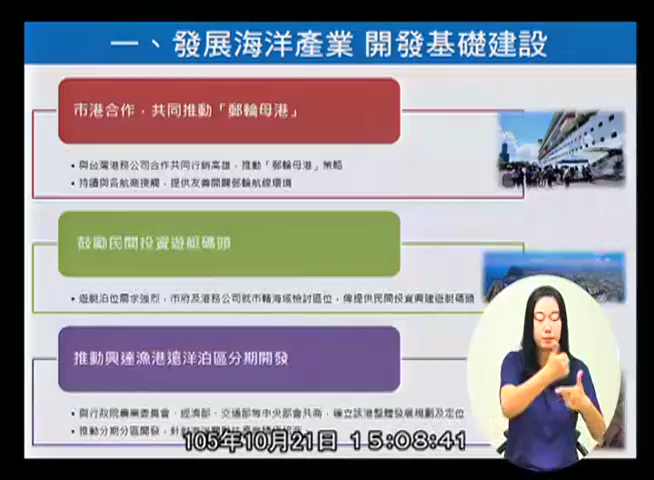 一、發展海洋產業 開發基礎建設
市港合作，共同推動「郵輪母港」
•與台灣港務公司合作共同行銷高雄，推動「郵輪母港」策略
•持續與各航商接觸，提供友善開闢郵輪航線環境
鼓勵民間投資遊艇碼頭
•遊艇泊位需求強烈，市府及港務公司就市轄海域檢討區位，俾提供民間投資興建遊艇碼頭
推動興達漁港遠洋泊區分期開發
•與行政院農業委員會、經濟部、交通部等中央部會共商，確立該港整體發展規劃及定位
•推動分期分區開發，
105年10月21日 15:08:41